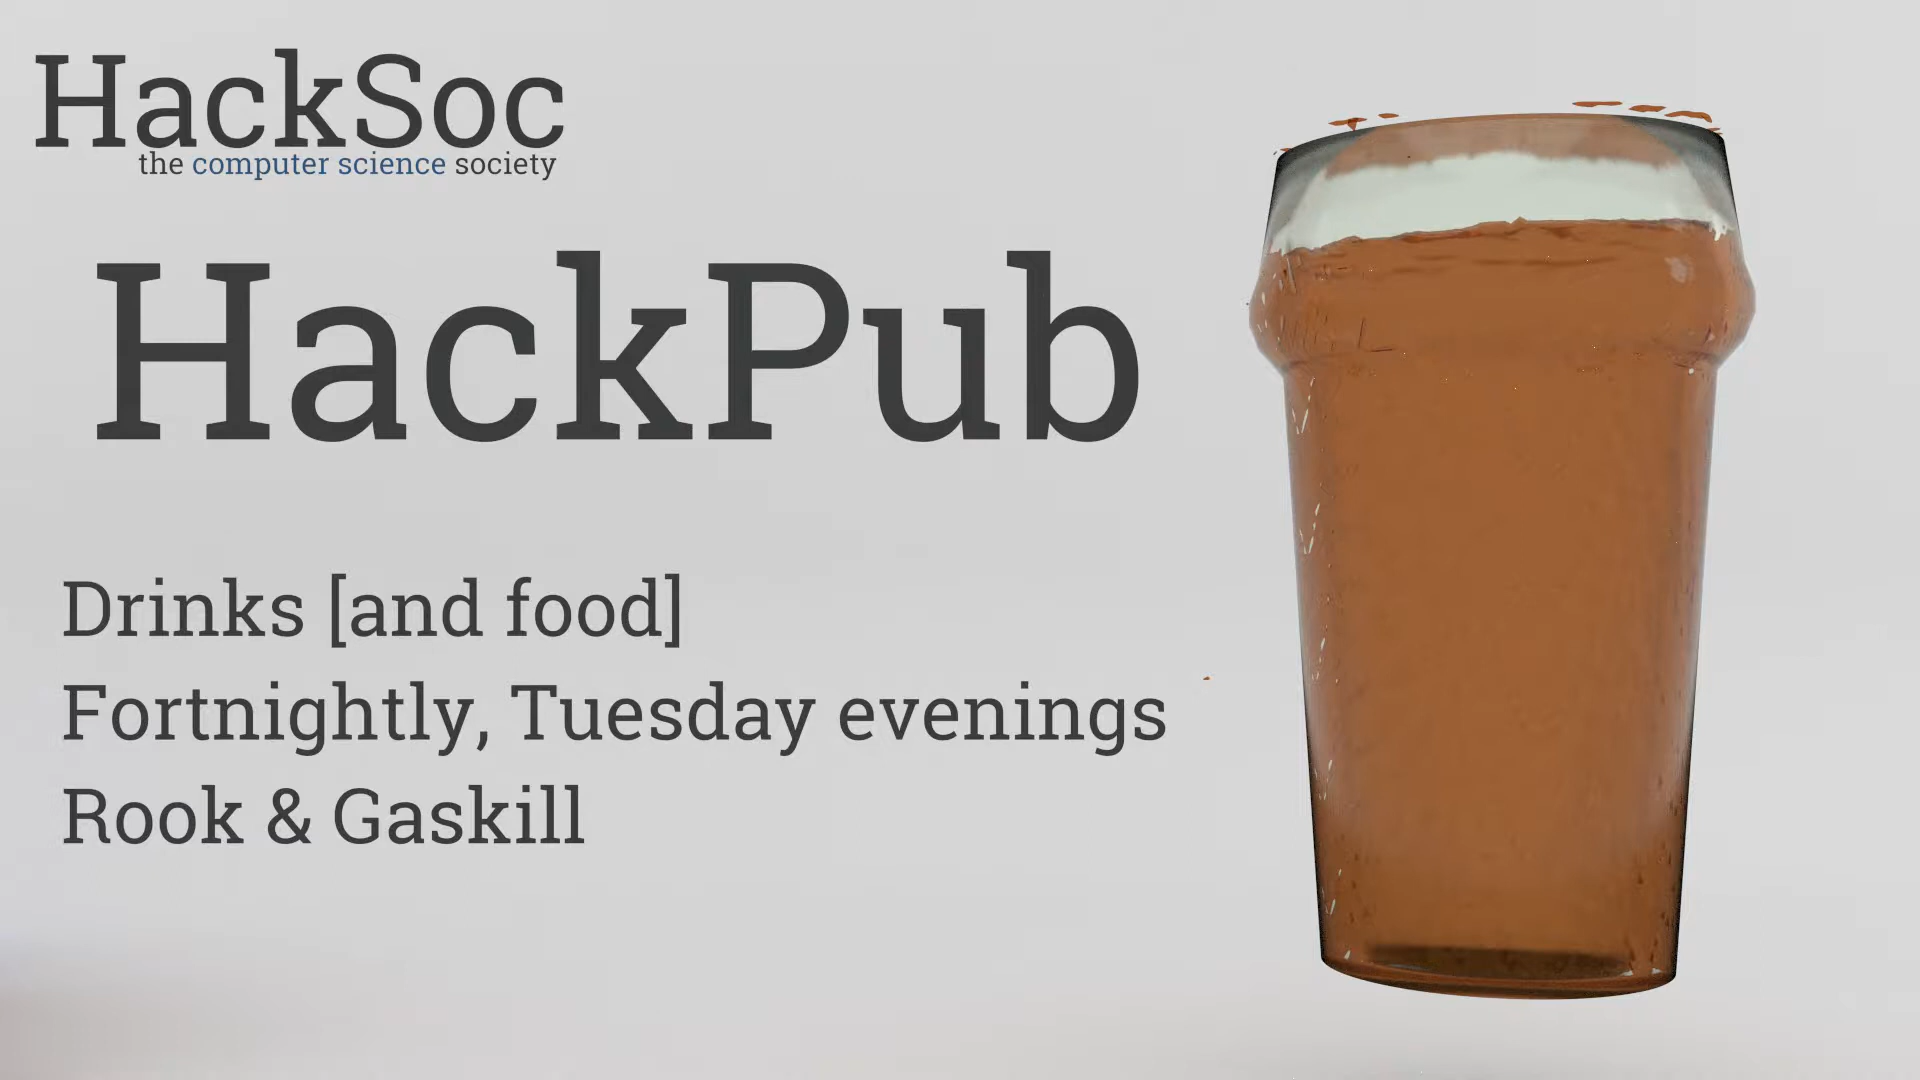 HackSoc
the computer science society
HackPub
Drinks [and food]
Fortnightly, Tuesday evenings
Rook & Gaskill